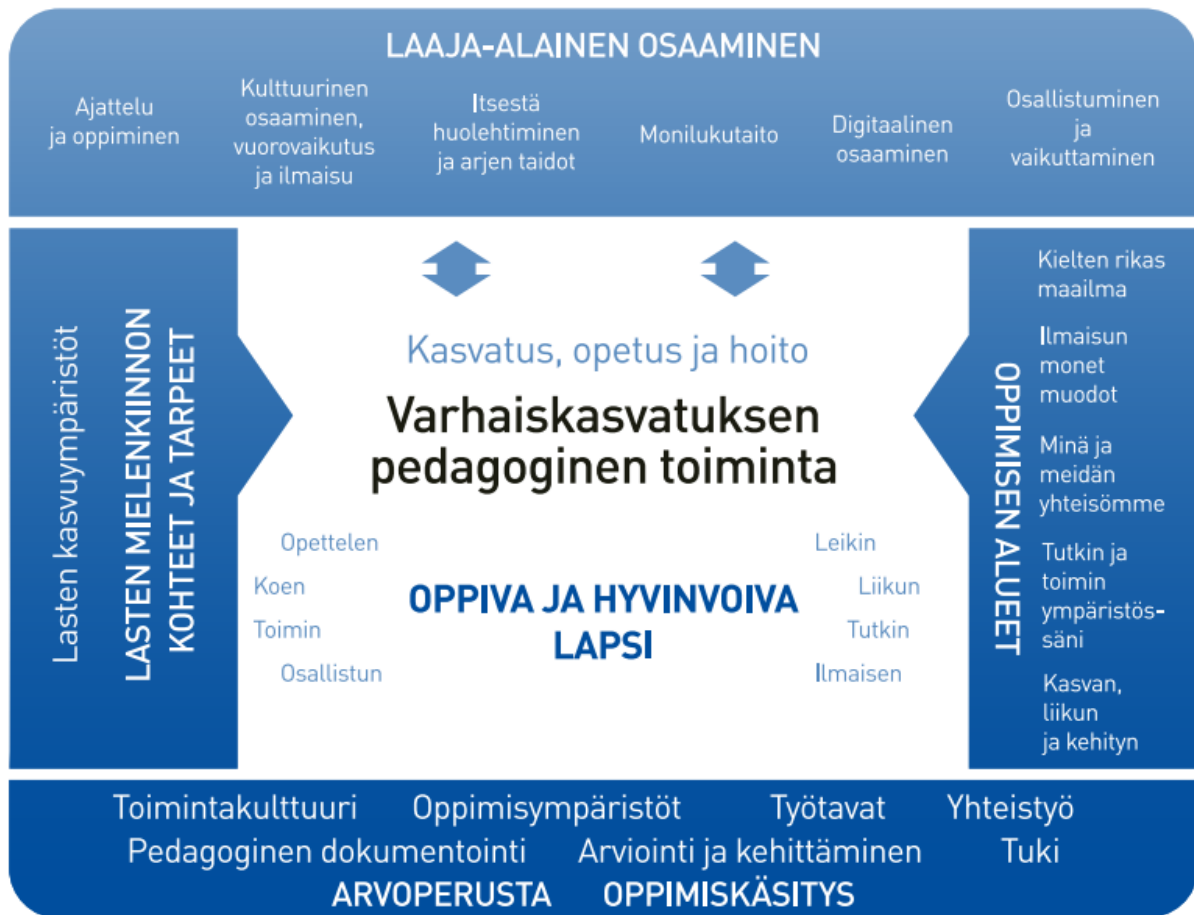 LAAJA-ALAINEN OSAAMINEN
Ajattelu
ja oppiminen
Kulttuurinen
osaaminen,
vuorovaikutus
ja ilmaisu
Itsestä
huolehtiminen
ja arjen taidot
Monilukutaito
Digitaalinen
osaaminen
Osallistuminen
ja
vaikuttaminen
Lasten kasvuympäristöt
LASTEN MIELENKIINNON
KOHTEET JA TARPEET
Kasvatus, opetus ja hoito
Varhaiskasvatuksen
pedagoginen toiminta
Opettelen
Koen
Toimin
Osallistun
OPPIVA JA HYVINVOIVA
LAPSI
Leikin
Liikun
Tutkin
Ilmaisen
OPPIMISEN ALUEET
Kielten rikas
maailma
Ilmaisun
monet
muodot
Minä ja
meidän
yhteisömme
Tutkin ja
toimin
ympäristös-
säni
Kasvan,
liikun
ja kehityn
Toimintakulttuuri Oppimisympäristöt Työtavat Yhteistyö
Pedagoginen dokumentointi Arviointi ja kehittäminen Tuki
ARVOPERUSTA OPPIMISKÄSITYS